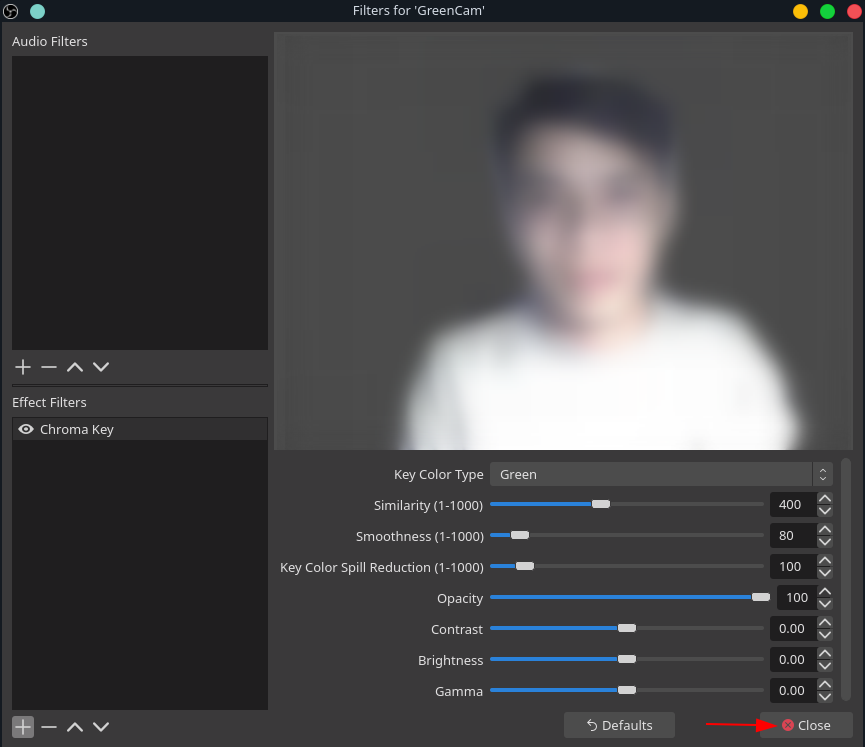 Filters for 'GreenCam'
Audio Filters
Effect Filters
Chroma Key
Key Color Type Green
Similarity (1-1000) 400
Smoothness (1-1000) 80
Key Color Spill Reduction (1-1000) 100
Opacity 100
Contrast 0.00
Brightness 0.00
Gamma 0.00
Defaults Close